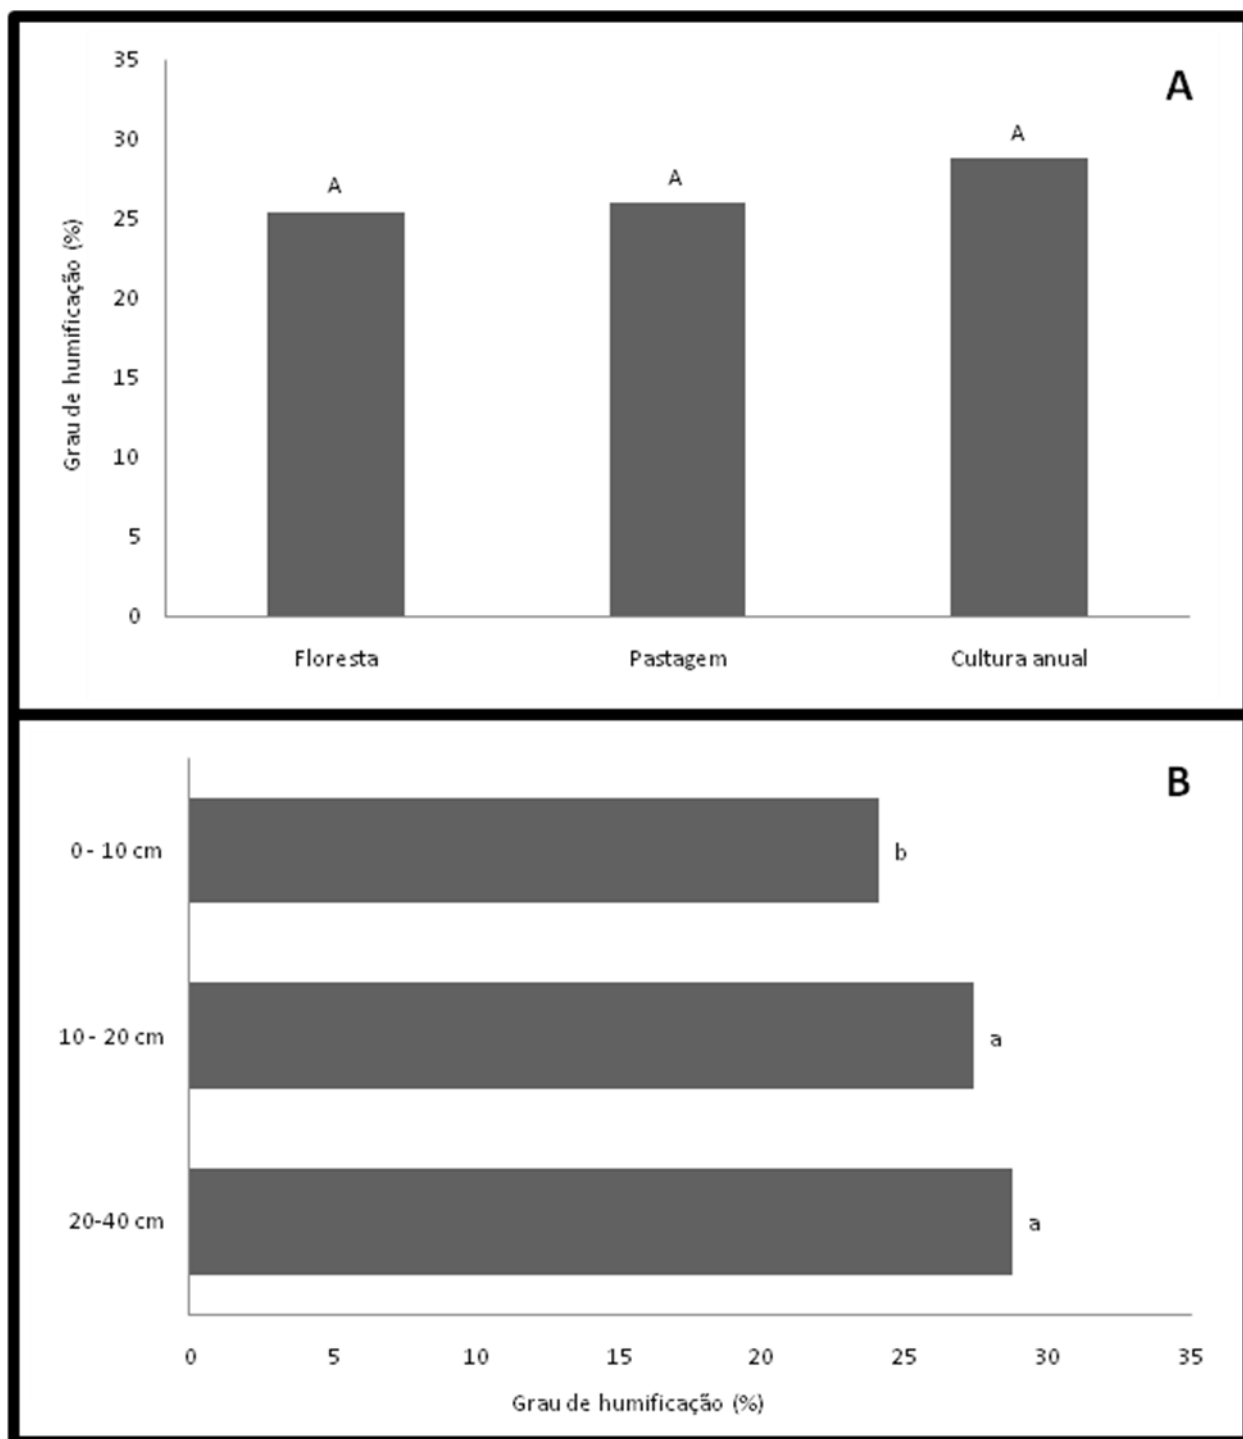 A
35
30
25
20
15
10
5
0
Grau de humificação (%)
A
A
A
Floresta
Pastagem
Cultura anual
B
0 - 10 cm
b
10 - 20 cm
a
20-40 cm
a
0 5 10 15 20 25 30 35
Grau de humificação (%)